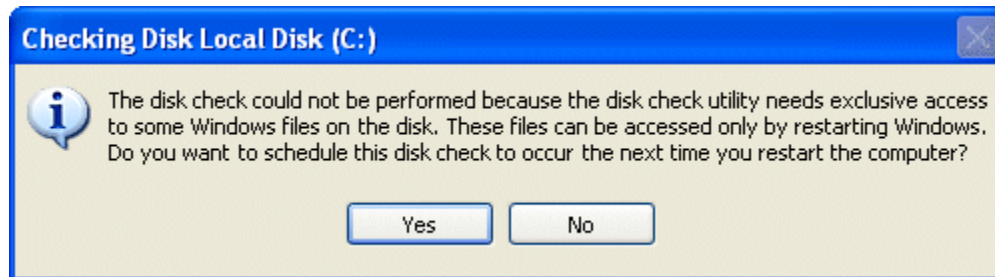 Checking Disk Local Disk (C:)
The disk check could not be performed because the disk check utility needs exclusive access
to some Windows files on the disk. These files can be accessed only by restarting Windows.
Do you want to schedule this disk check to occur the next time you restart the computer?
Yes No